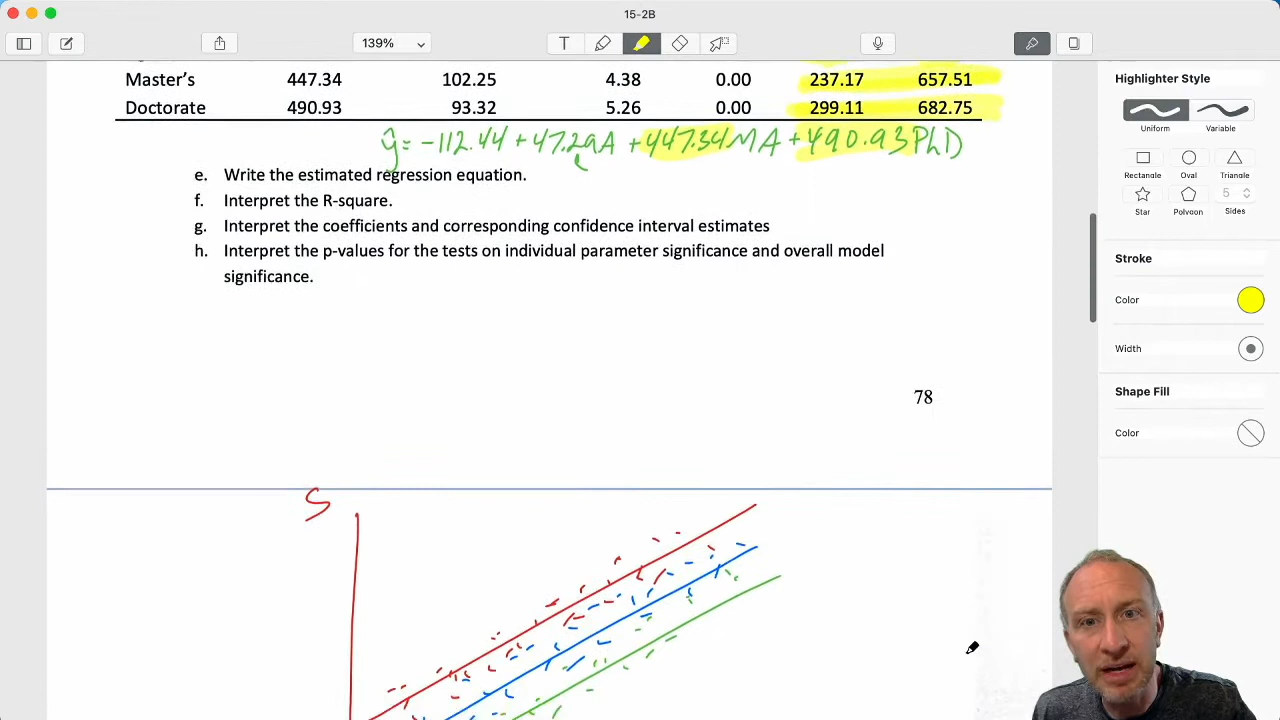 15-2B
139%
T
Master's 447.34 102.25 4.38 0.00 237.17 657.51
Doctorate 490.93 93.32 5.26 0.00 299.11 682.75
ŷ = -112.44 + 47.29A + 447.34MA + 490.93PhD
e. Write the estimated regression equation.
f. Interpret the R-square.
g. Interpret the coefficients and corresponding confidence interval estimates
h. Interpret the p-values for the tests on individual parameter significance and overall model
significance.
78
S
Highlighter Style
Uniform Variable
Rectangle Oval Triangle
5
Star Polygon Sides
Stroke
Color
Width
Shape Fill
Color